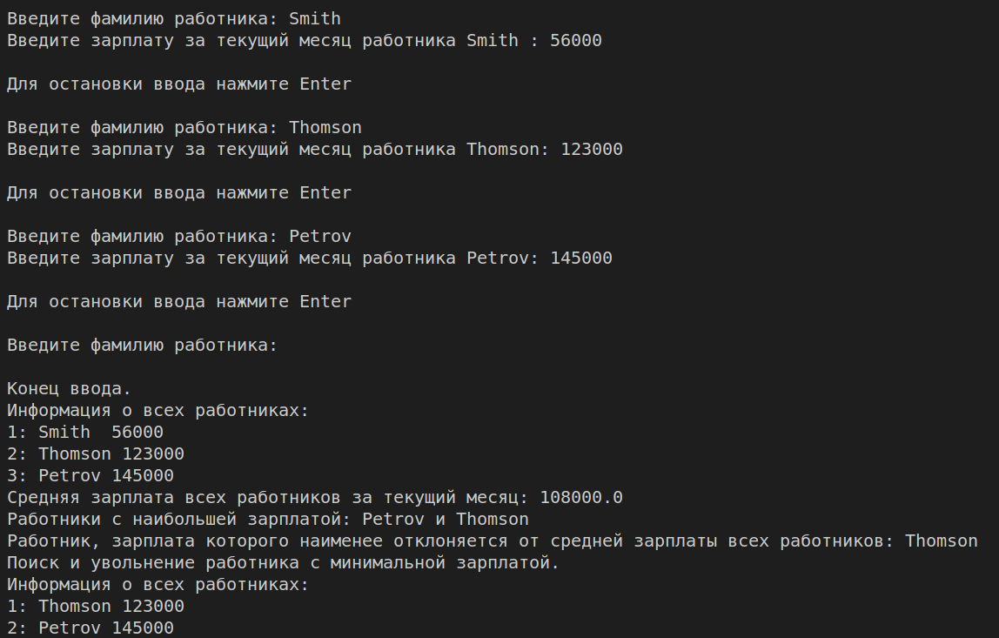 Введите фамилию работника: Smith
Введите зарплату за текущий месяц работника Smith : 56000
Для остановки ввода нажмите Enter
Введите фамилию работника: Thomson
Введите зарплату за текущий месяц работника Thomson: 123000
Для остановки ввода нажмите Enter
Введите фамилию работника: Petrov
Введите зарплату за текущий месяц работника Petrov: 145000
Для остановки ввода нажмите Enter
Введите фамилию работника:
Конец ввода.
Информация о всех работниках:
1: Smith  56000
2: Thomson 123000
3: Petrov 145000
Средняя зарплата всех работников за текущий месяц: 108000.0
Работники с наибольшей зарплатой: Petrov и Thomson
Работник, зарплата которого наименее отклоняется от средней зарплаты всех работников: Thomson
Поиск и увольнение работника с минимальной зарплатой.
Информация о всех работниках:
1: Thomson 123000
2: Petrov 145000